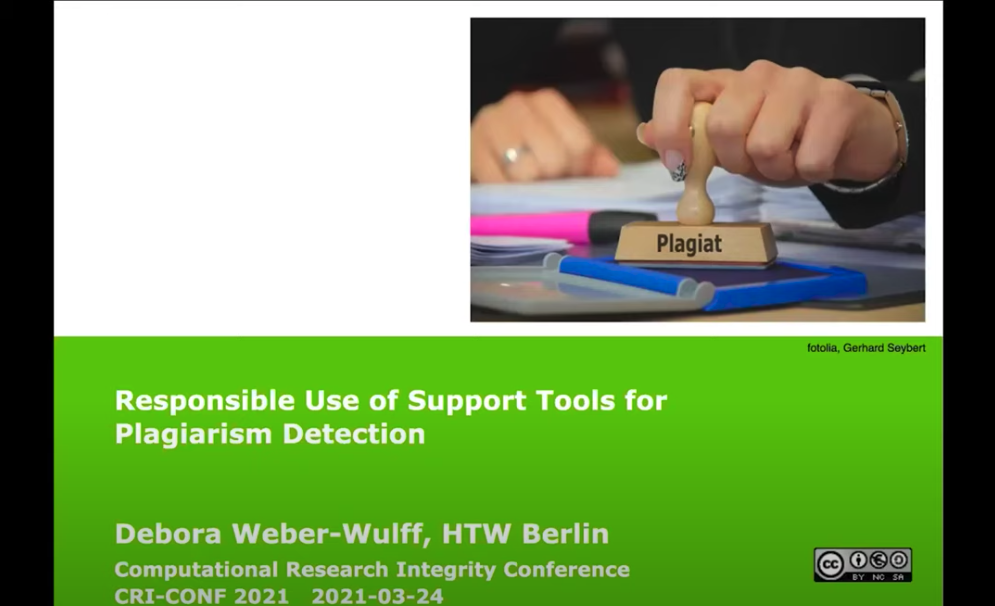 Plagiat
fotolia, Gerhard Seybert
Responsible Use of Support Tools for
Plagiarism Detection
Debora Weber-Wulff, HTW Berlin
Computational Research Integrity Conference
CRI-CONF 2021 2021-03-24
cc
BY NC SA